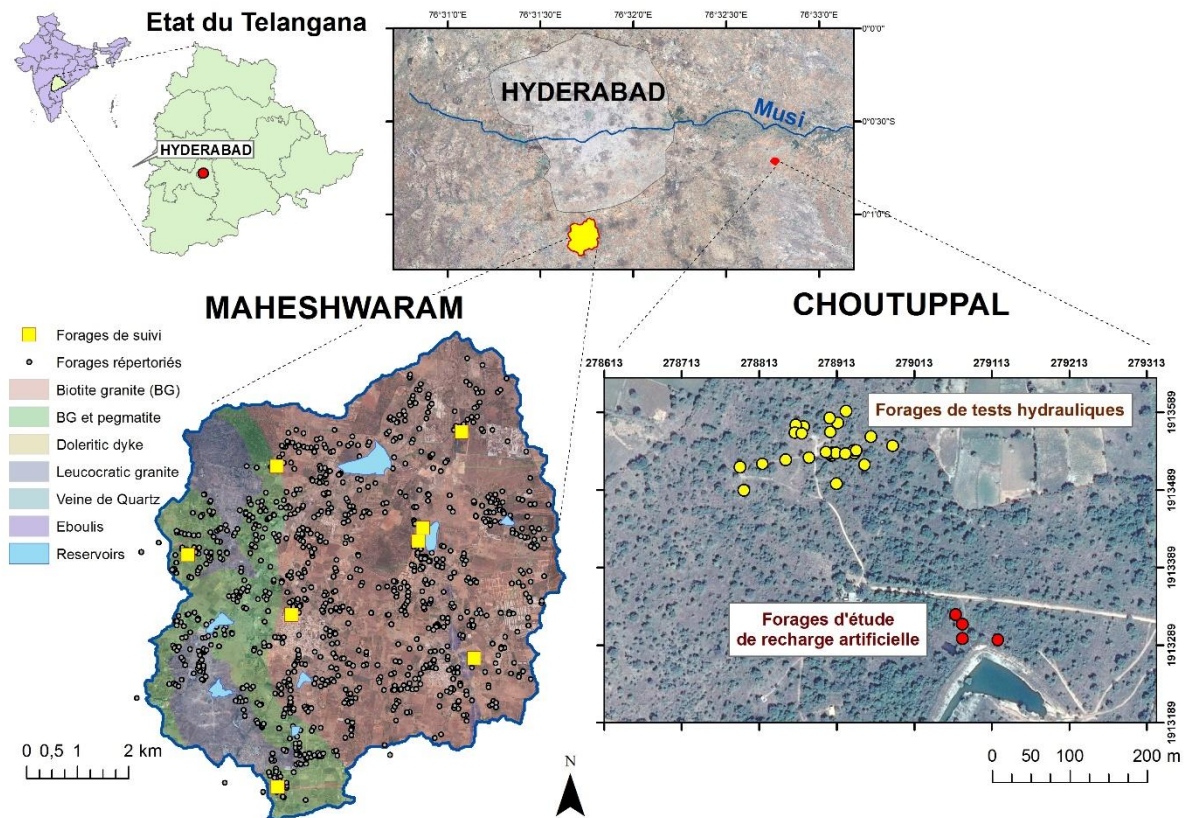 Etat du Telangana
HYDERABAD
76°31'0"E
76°31'30"E
76°32'0"E
76°32'30"E
76°33'0"E
0°0'0"
0°0'30"S
0°1'0"S
HYDERABAD
Musi
MAHESHWARAM
Forages de suivi
Forages répertoriés
Biotite granite (BG)
BG et pegmatite
Doleritic dyke
Leucocratic granite
Veine de Quartz
Eboulis
Reservoirs
0 0,5 1 2 km
N
CHOUTUPPAL
278613 278713 278813 278913 279013 279113 279213 279313
1913589
1913489
1913389
1913289
1913189
Forages de tests hydrauliques
Forages d'étude
de recharge artificielle
0 50 100 200 m